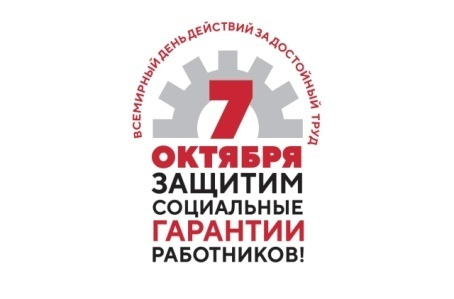 ВСЕМИРНЫЙ ДЕНЬ ДЕЙСТВИЙ ЗА ДОСТОЙНЫЙ ТРУД
7
ОКТЯБРЯ
ЗАЩИТИМ
СОЦИАЛЬНЫЕ
ГАРАНТИИ
РАБОТНИКОВ!